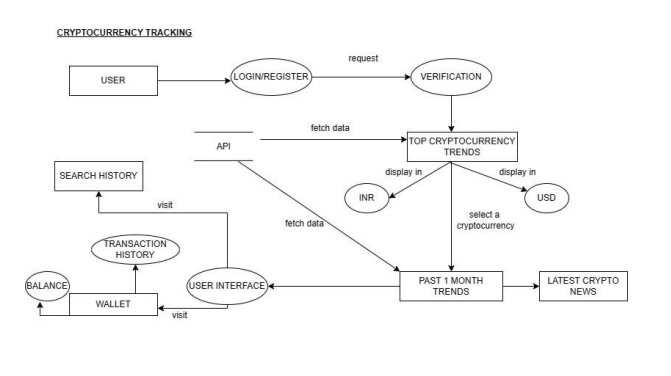 CRYPTOCURRENCY TRACKING
USER
LOGIN/REGISTER
request
VERIFICATION
fetch data
API
TOP CRYPTOCURRENCY
TRENDS
display in
display in
SEARCH HISTORY
INR
USD
visit
select a
cryptocurrency
fetch data
TRANSACTION
HISTORY
BALANCE
WALLET
visit
USER INTERFACE
PAST 1 MONTH
TRENDS
LATEST CRYPTO
NEWS